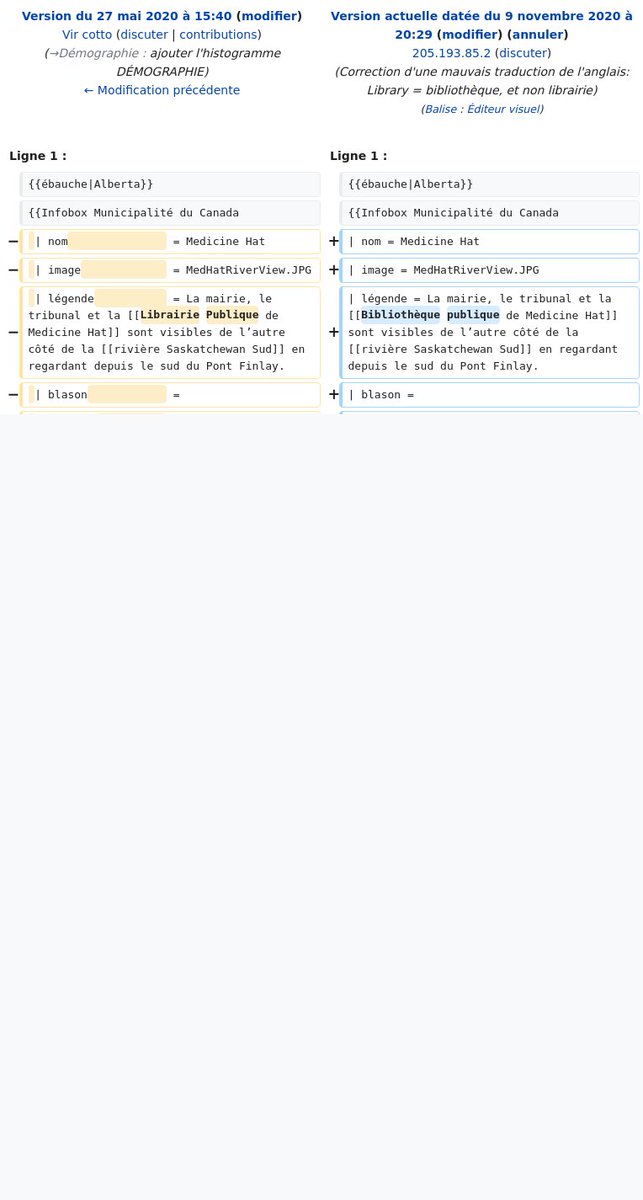 Version du 27 mai 2020 à 15:40 (modifier)
Vir cotto (discuter | contributions)
(→Démographie : ajouter l'histogramme
DÉMOGRAPHIE)
← Modification précédente
Version actuelle datée du 9 novembre 2020 à
20:29 (modifier) (annuler)
205.193.85.2 (discuter)
(Correction d'une mauvais traduction de l'anglais:
Library = bibliothèque, et non librairie)
(Balise : Éditeur visuel)
Ligne 1 :
Ligne 1 :
{{ébauche|Alberta}}
{{ébauche|Alberta}}
{{Infobox Municipalité du Canada
{{Infobox Municipalité du Canada
− | nom = Medicine Hat
+ | nom = Medicine Hat
− | image = MedHatRiverView.JPG
+ | image = MedHatRiverView.JPG
− | légende = La mairie, le
tribunal et la [[Librairie Publique de
Medicine Hat]] sont visibles de l’autre
côté de la [[rivière Saskatchewan Sud]] en
regardant depuis le sud du Pont Finlay.
+ | légende = La mairie, le tribunal et la
[[Bibliothèque publique de Medicine Hat]]
sont visibles de l’autre côté de la
[[rivière Saskatchewan Sud]] en regardant
depuis le sud du Pont Finlay.
− | blason =
+ | blason =